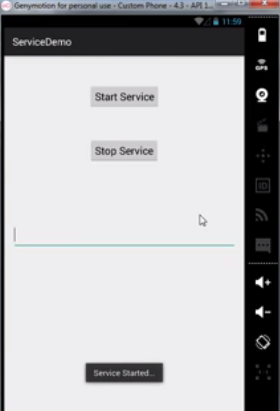 Genymotion for personal use - Custom Phone - 4.3 - API 1...
11:59
ServiceDemo
GPS
Start Service
Stop Service
ID
Service Started...